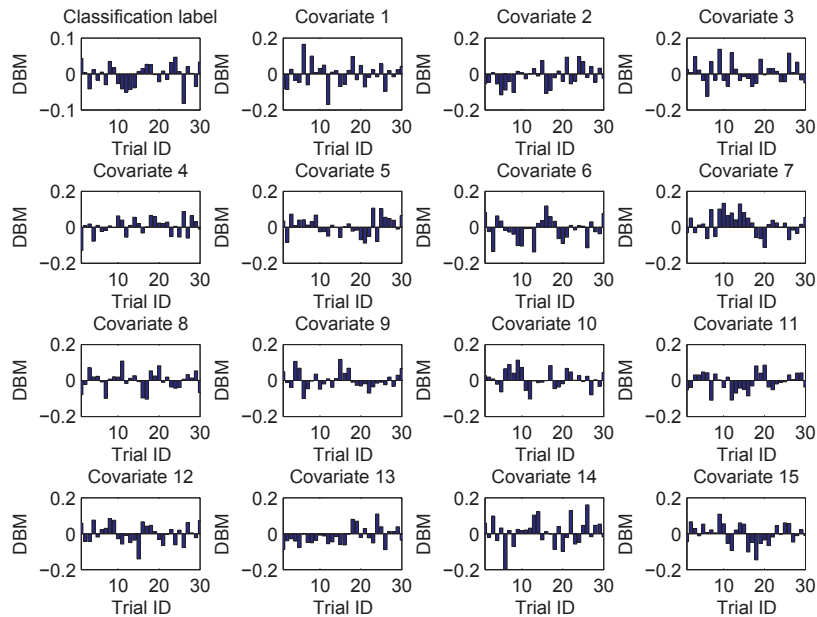 Classification label Covariate 1 Covariate 2 Covariate 3
0.1 0.2 0.2 0.2
DBM 0 DBM 0 DBM 0 DBM 0
−0.1 −0.2 −0.2 −0.2
10 20 30 10 20 30 10 20 30 10 20 30
Trial ID Trial ID Trial ID Trial ID
Covariate 4 Covariate 5 Covariate 6 Covariate 7
0.2 0.2 0.2 0.2
DBM 0 DBM 0 DBM 0 DBM 0
−0.2 −0.2 −0.2 −0.2
10 20 30 10 20 30 10 20 30 10 20 30
Trial ID Trial ID Trial ID Trial ID
Covariate 8 Covariate 9 Covariate 10 Covariate 11
0.2 0.2 0.2 0.2
DBM 0 DBM 0 DBM 0 DBM 0
−0.2 −0.2 −0.2 −0.2
10 20 30 10 20 30 10 20 30 10 20 30
Trial ID Trial ID Trial ID Trial ID
Covariate 12 Covariate 13 Covariate 14 Covariate 15
0.2 0.2 0.2 0.2
DBM 0 DBM 0 DBM 0 DBM 0
−0.2 −0.2 −0.2 −0.2
10 20 30 10 20 30 10 20 30 10 20 30
Trial ID Trial ID Trial ID Trial ID